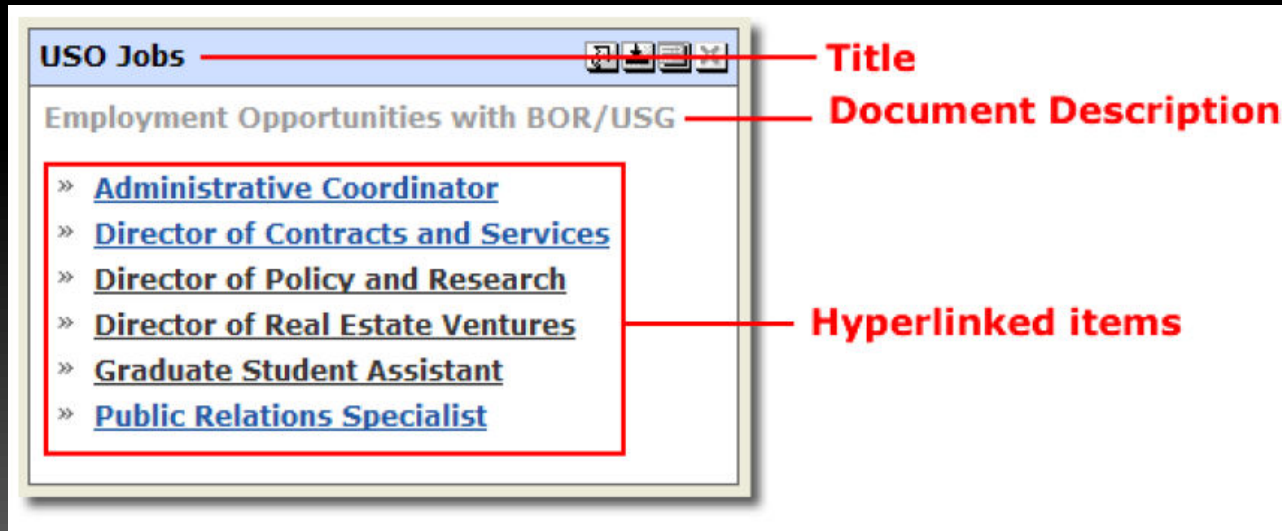 USO Jobs
Title
Employment Opportunities with BOR/USG
Document Description
» Administrative Coordinator
» Director of Contracts and Services
» Director of Policy and Research
» Director of Real Estate Ventures
Hyperlinked items
» Graduate Student Assistant
» Public Relations Specialist